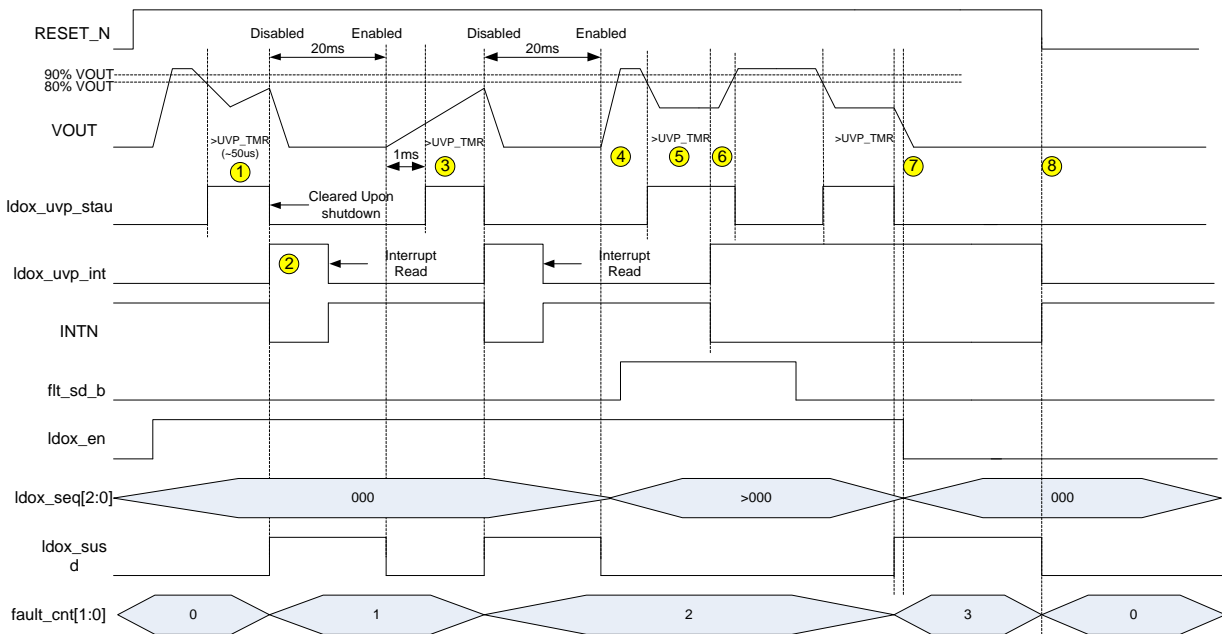 RESET_N
Disabled Enabled Disabled Enabled
20ms 20ms
90% VOUT
80% VOUT
VOUT
>UVP_TMR
(~50us)
1
1ms
>UVP_TMR
3
4
>UVP_TMR
5
6
>UVP_TMR
7
8
ldox_uvp_stau
Cleared Upon
shutdown
ldox_uvp_int
2
Interrupt
Read
Interrupt
Read
INTN
flt_sd_b
ldox_en
ldox_seq[2:0]
000 >000 000
ldox_sus
d
fault_cnt[1:0]
0 1 2 3 0